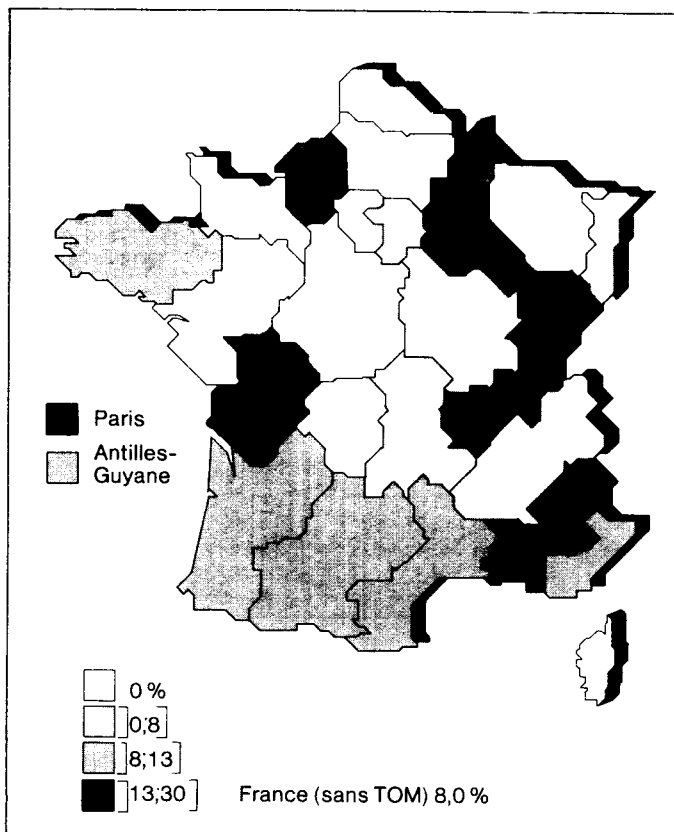 Paris
Antilles-
Guyane
0 %
]0;8]
]8;13]
]13;30]
France (sans TOM) 8,0 %